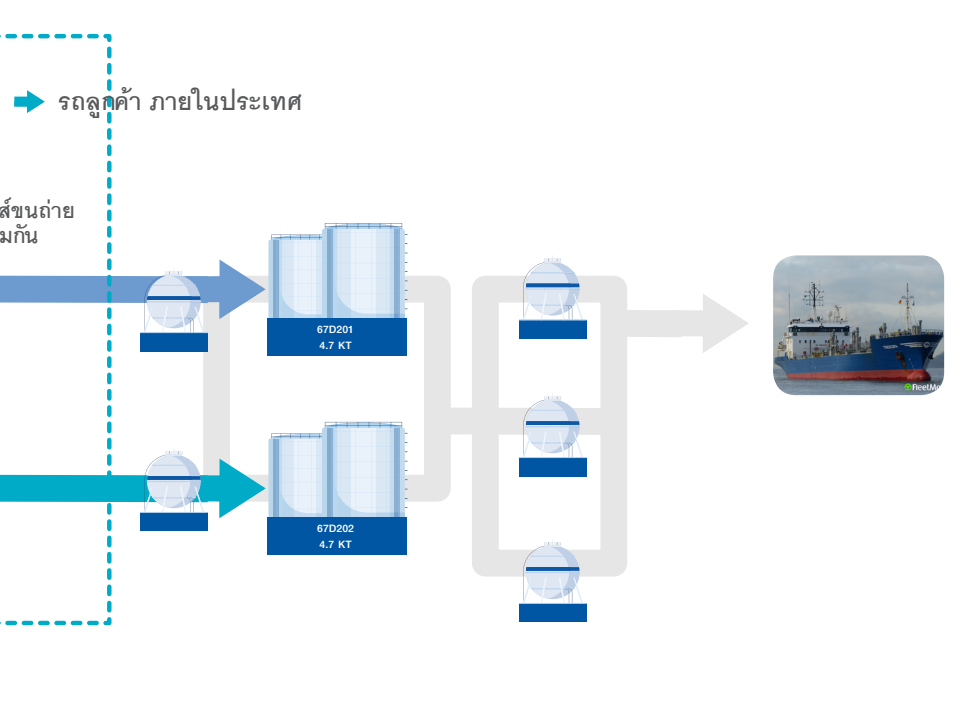 รถลูกค้า ภายในประเทศ
ส์ขนถ่าย
มกัน
67D201
4.7 KT
67D202
4.7 KT
FleetMo